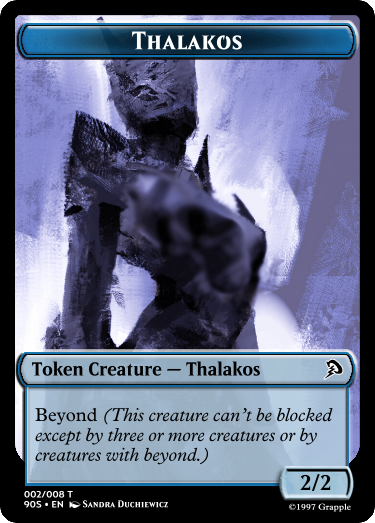 THALAKOS
Token Creature — Thalakos
Beyond (This creature can't be blocked
except by three or more creatures or by
creatures with beyond.)
2/2
002/008 T
90S • EN SANDRA DUCHIEWICZ
©1997 Grapple